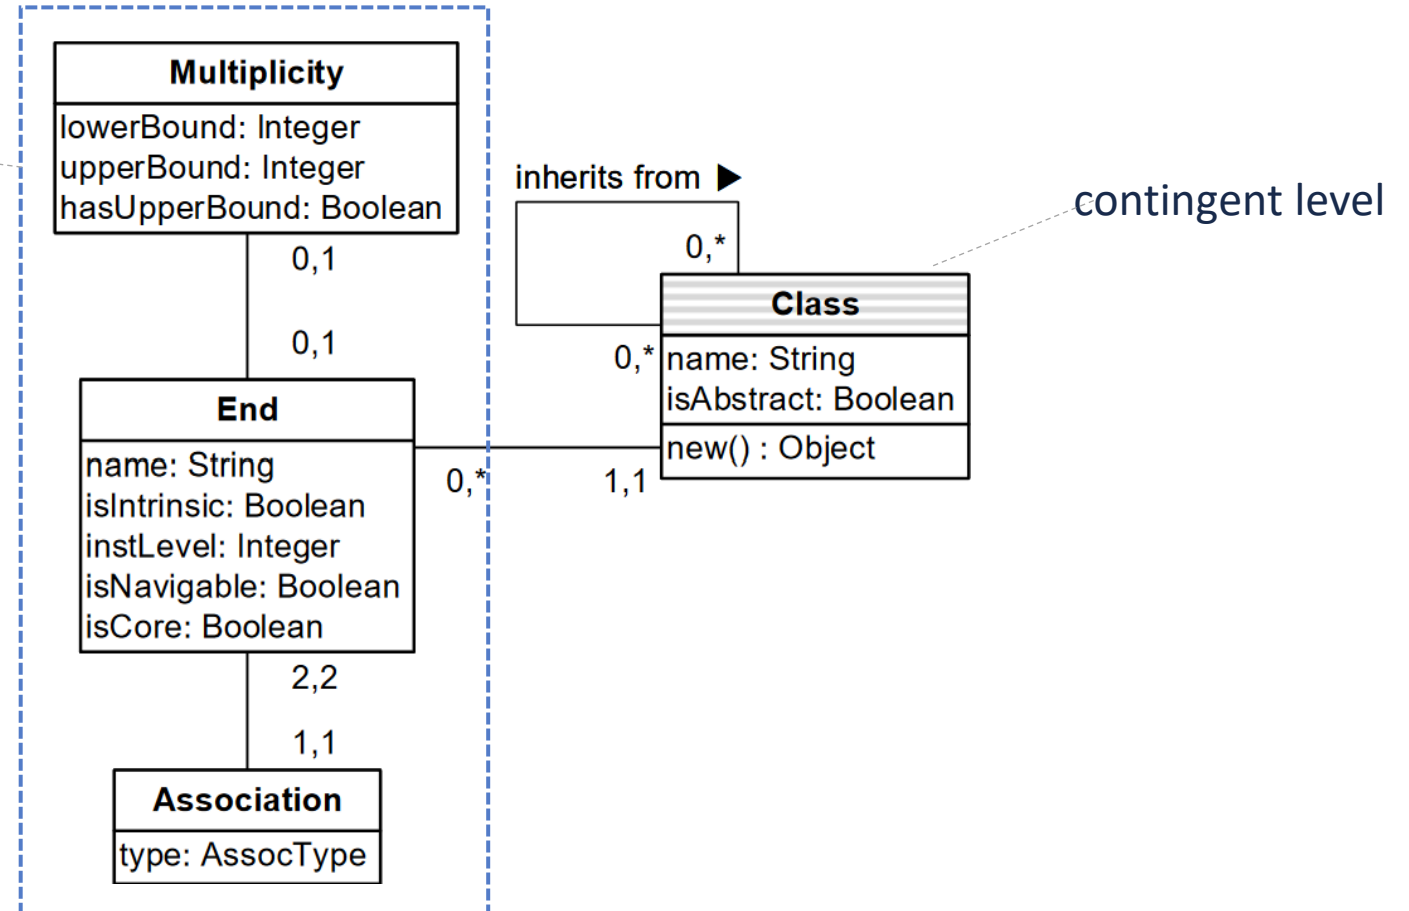 Multiplicity
lowerBound: Integer
upperBound: Integer
hasUpperBound: Boolean
0,1
0,1
End
name: String
isIntrinsic: Boolean
instLevel: Integer
isNavigable: Boolean
isCore: Boolean
0,*
1,1
2,2
1,1
Association
type: AssocType
inherits from ▶
0,*
0,*
Class
name: String
isAbstract: Boolean
new() : Object
contingent level